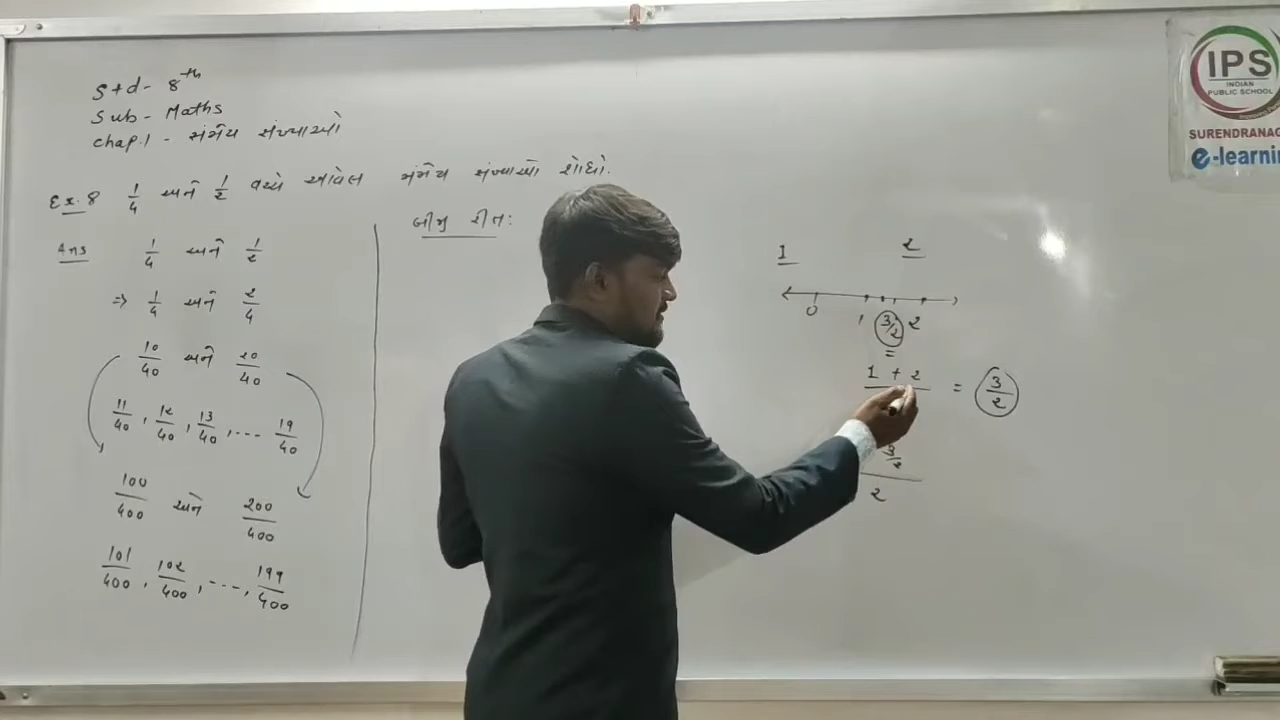 Std - 8th
Sub - Maths
Chap.1 - સંમેય સંખ્યાઓ
Ex. 8 1/4 અને 1/2 વચ્ચે આવેલ સંમેય સંખ્યાઓ શોધો.
Ans 1/4 અને 1/2
=> 1/4 અને 2/4
10/40 અને 20/40
11/40, 12/40, 13/40, .... 19/40
100/400 અને 200/400
101/400, 102/400, ...., 199/400
બીજી રીત:
1 2
0 1 3/2 2
=
1 + 2 = 3/2
2
IPS
INDIAN
PUBLIC SCHOOL
SURENDRANAG
e-learnin